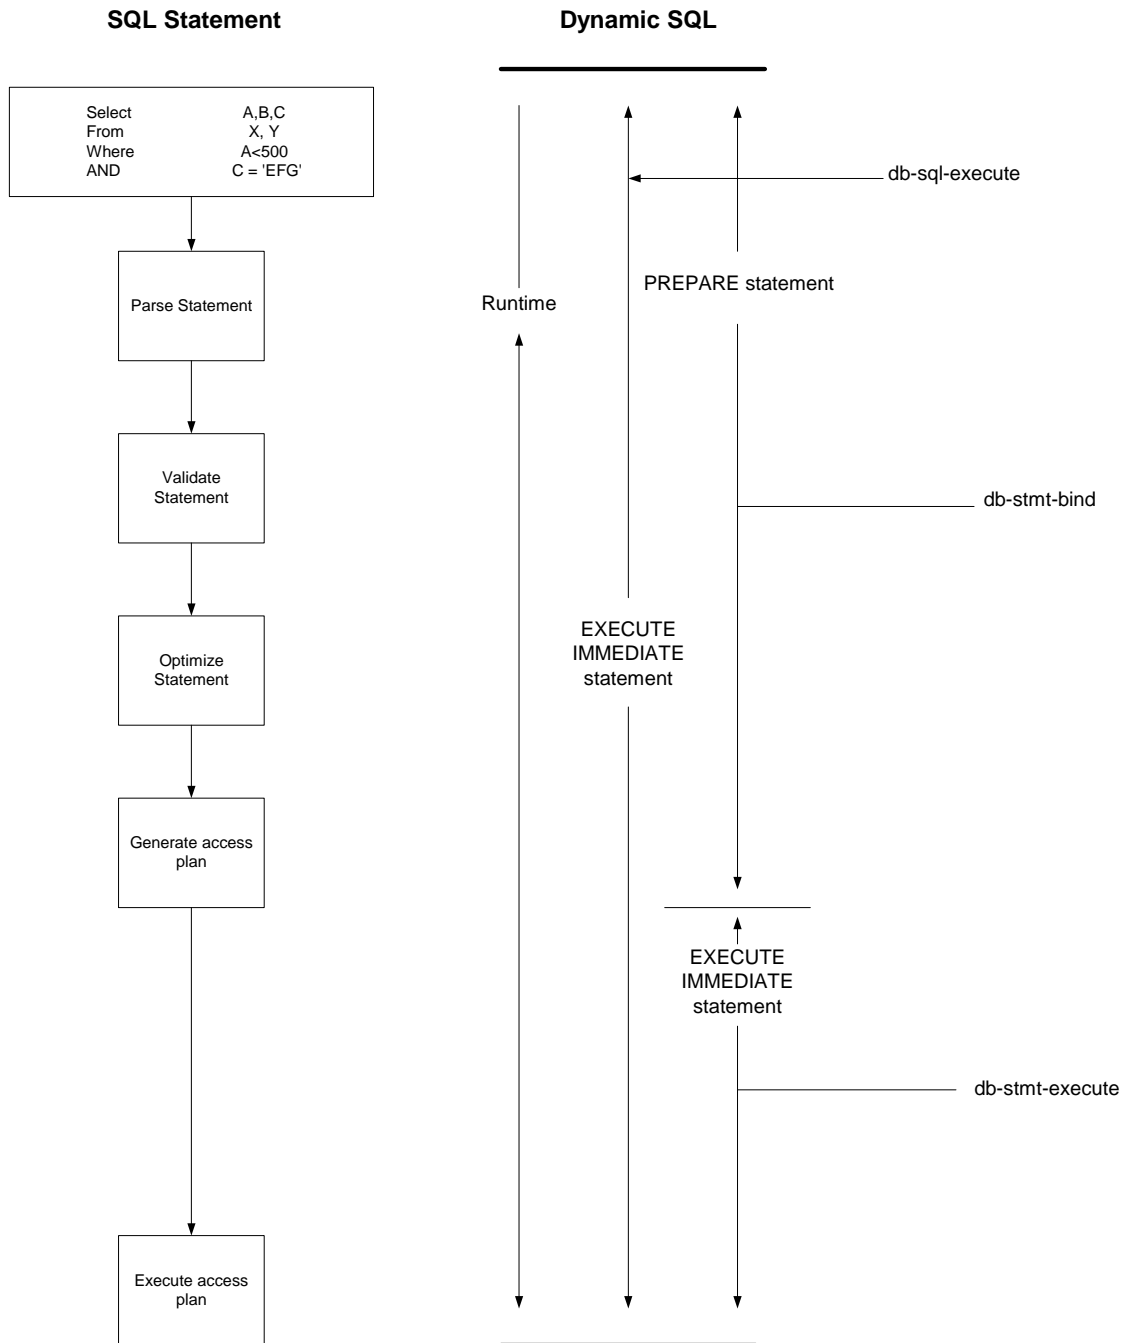 SQL Statement
Dynamic SQL
Select A,B,C
From X, Y
Where A<500
AND C = 'EFG'
db-sql-execute
Parse Statement
Runtime
PREPARE statement
Validate
Statement
db-stmt-bind
Optimize
Statement
EXECUTE
IMMEDIATE
statement
Generate access
plan
EXECUTE
IMMEDIATE
statement
db-stmt-execute
Execute access
plan